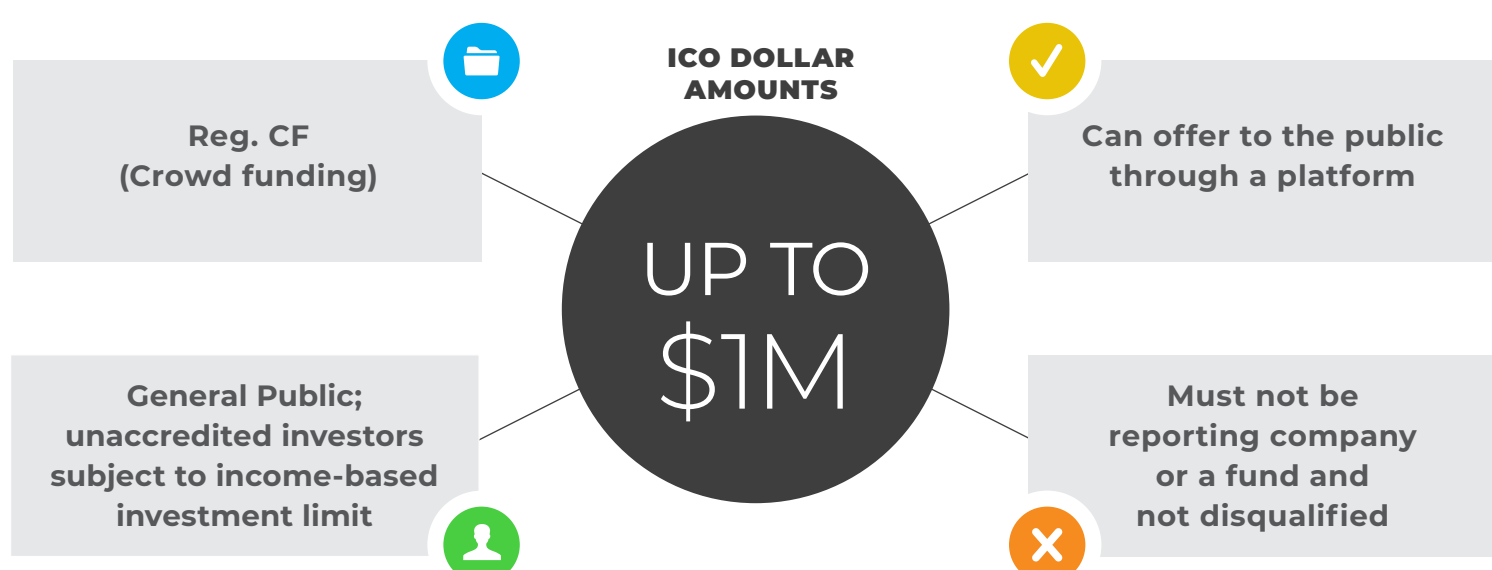 ICO DOLLAR
AMOUNTS
Reg. CF
(Crowd funding)
Can offer to the public
through a platform
UP TO
$1M
General Public;
unaccredited investors
subject to income-based
investment limit
Must not be
reporting company
or a fund and
not disqualified